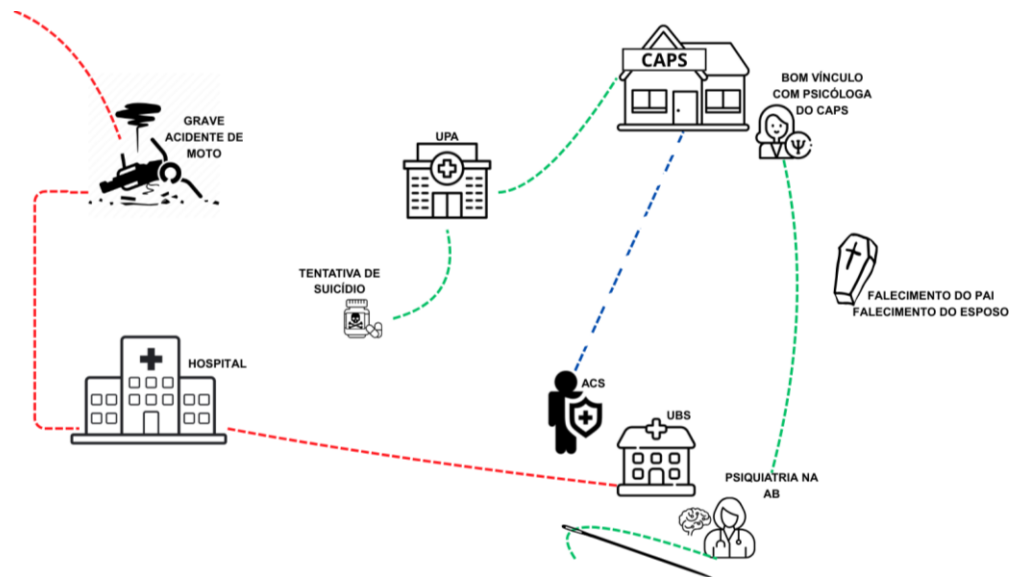 CAPS
BOM VÍNCULO
COM PSICÓLOGA
DO CAPS
GRAVE
ACIDENTE DE
MOTO
UPA
TENTATIVA DE
SUICÍDIO
FALECIMENTO DO PAI
FALECIMENTO DO ESPOSO
HOSPITAL
ACS
UBS
PSIQUIATRIA NA
AB